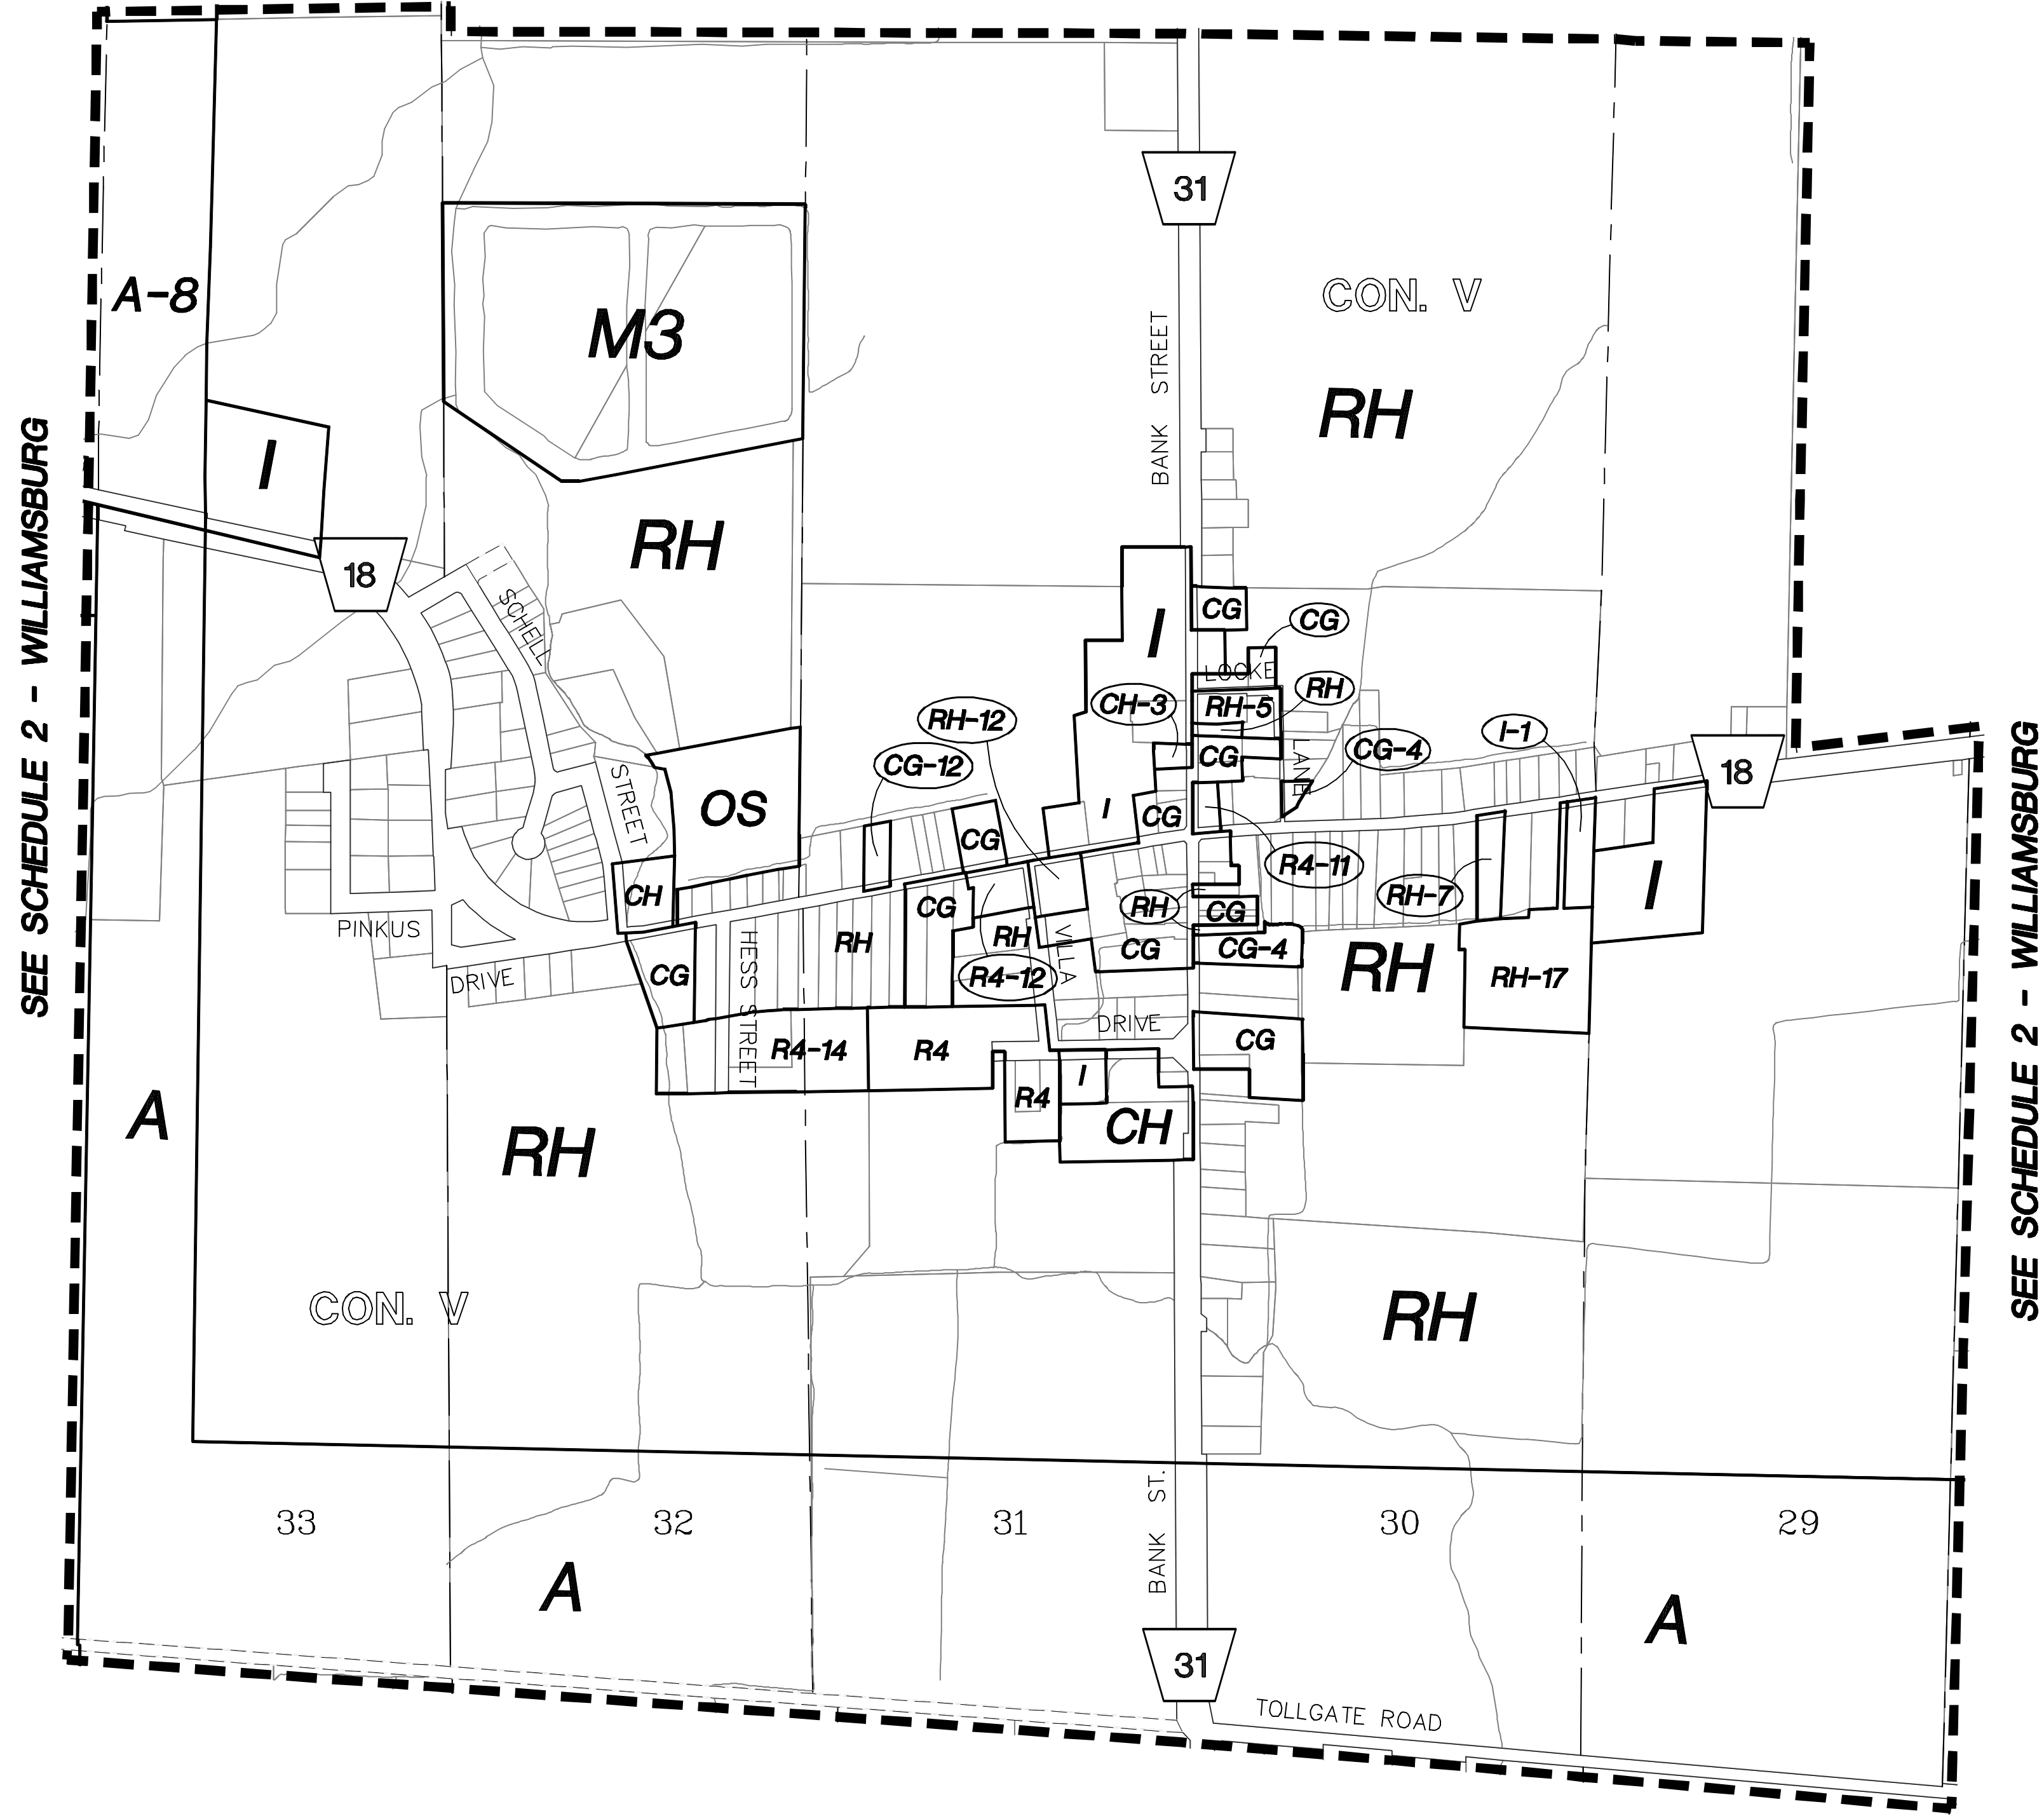 31
A-8
CON. V
M3
BANK STREET
RH
SEE SCHEDULE 2 - WILLIAMSBURG
I
RH
18
SCHELL
STREET
I
CG
CG
LOCKE
LANE
RH
CH-3
RH-5
RH-12
I-1
CG-4
CG
CG-12
18
OS
I
CG
CG
R4-11
RH-7
I
CH
CG
RH
CG
PINKUS
DRIVE
HESS STREET
RH
RH
VILLA
DRIVE
CG
CG-4
RH
CG
R4-12
RH-17
SEE SCHEDULE 2 - WILLIAMSBURG
R4-14
R4
CG
I
R4
CH
A
RH
CON. V
RH
33
32
31
BANK ST.
30
29
A
A
31
TOLLGATE ROAD